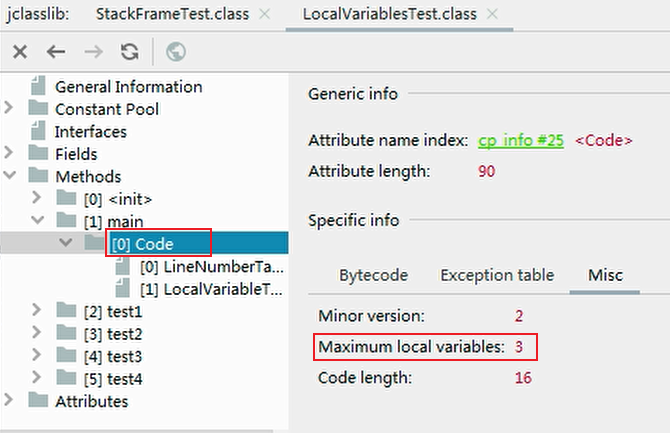 jclasslib: StackFrameTest.class LocalVariablesTest.class
General Information
Constant Pool
Interfaces
Fields
Methods
[0] <init>
[1] main
[0] Code
[0] LineNumberTa...
[1] LocalVariableT...
[2] test1
[3] test2
[4] test3
[5] test4
Attributes
Generic info
Attribute name index: cp_info #25 <Code>
Attribute length: 90
Specific info
Bytecode Exception table Misc
Minor version: 2
Maximum local variables: 3
Code length: 16